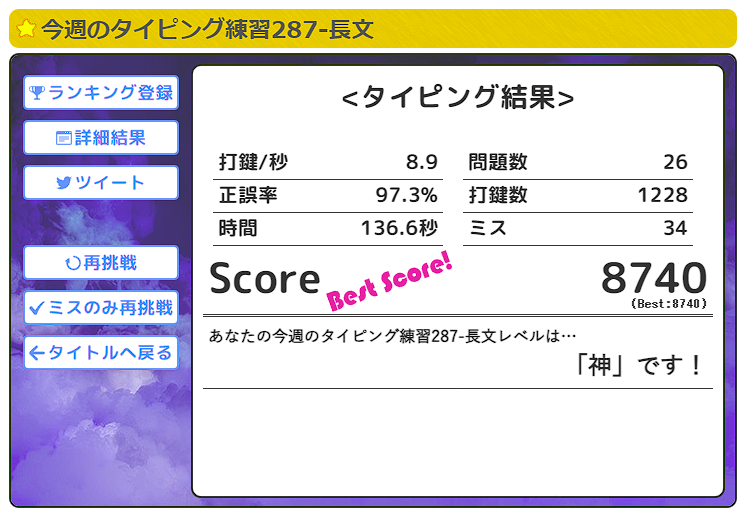 今週のタイピング練習287-長文
ランキング登録
詳細結果
ツイート
再挑戦
ミスのみ再挑戦
タイトルへ戻る
<タイピング結果>
打鍵/秒 8.9 問題数 26
正誤率 97.3% 打鍵数 1228
時間 136.6秒 ミス 34
Score Best Score! 8740
(Best:8740)
あなたの今週のタイピング練習287-長文レベルは…
「神」です！